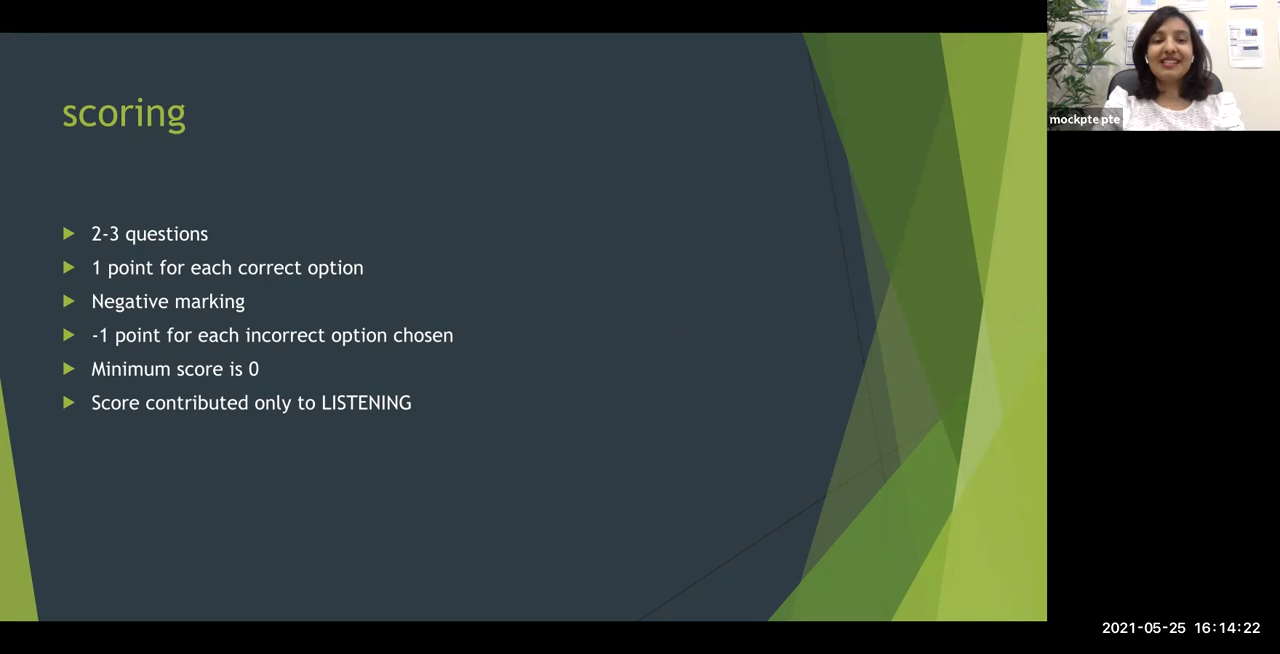 scoring
2-3 questions
1 point for each correct option
Negative marking
-1 point for each incorrect option chosen
Minimum score is 0
Score contributed only to LISTENING
mockpte pte
2021-05-25 16:14:22